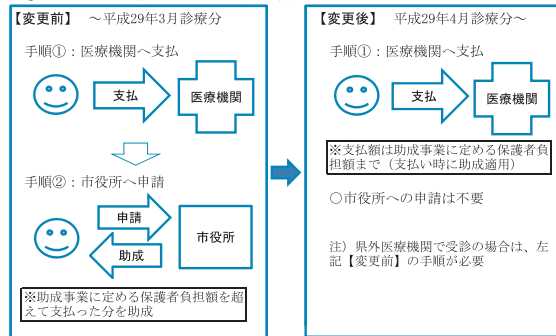 【変更前】 ～平成29年3月診療分
手順①：医療機関へ支払
支払
医療機関
手順②：市役所へ申請
申請
助成
市役所
※助成事業に定める保護者負担額を超
えて支払った分を助成
【変更後】 平成29年4月診療分～
手順①：医療機関へ支払
支払
医療機関
※支払額は助成事業に定める保護者負
担額まで（支払い時に助成適用）
○市役所への申請は不要
注）県外医療機関で受診の場合は、左
記【変更前】の手順が必要